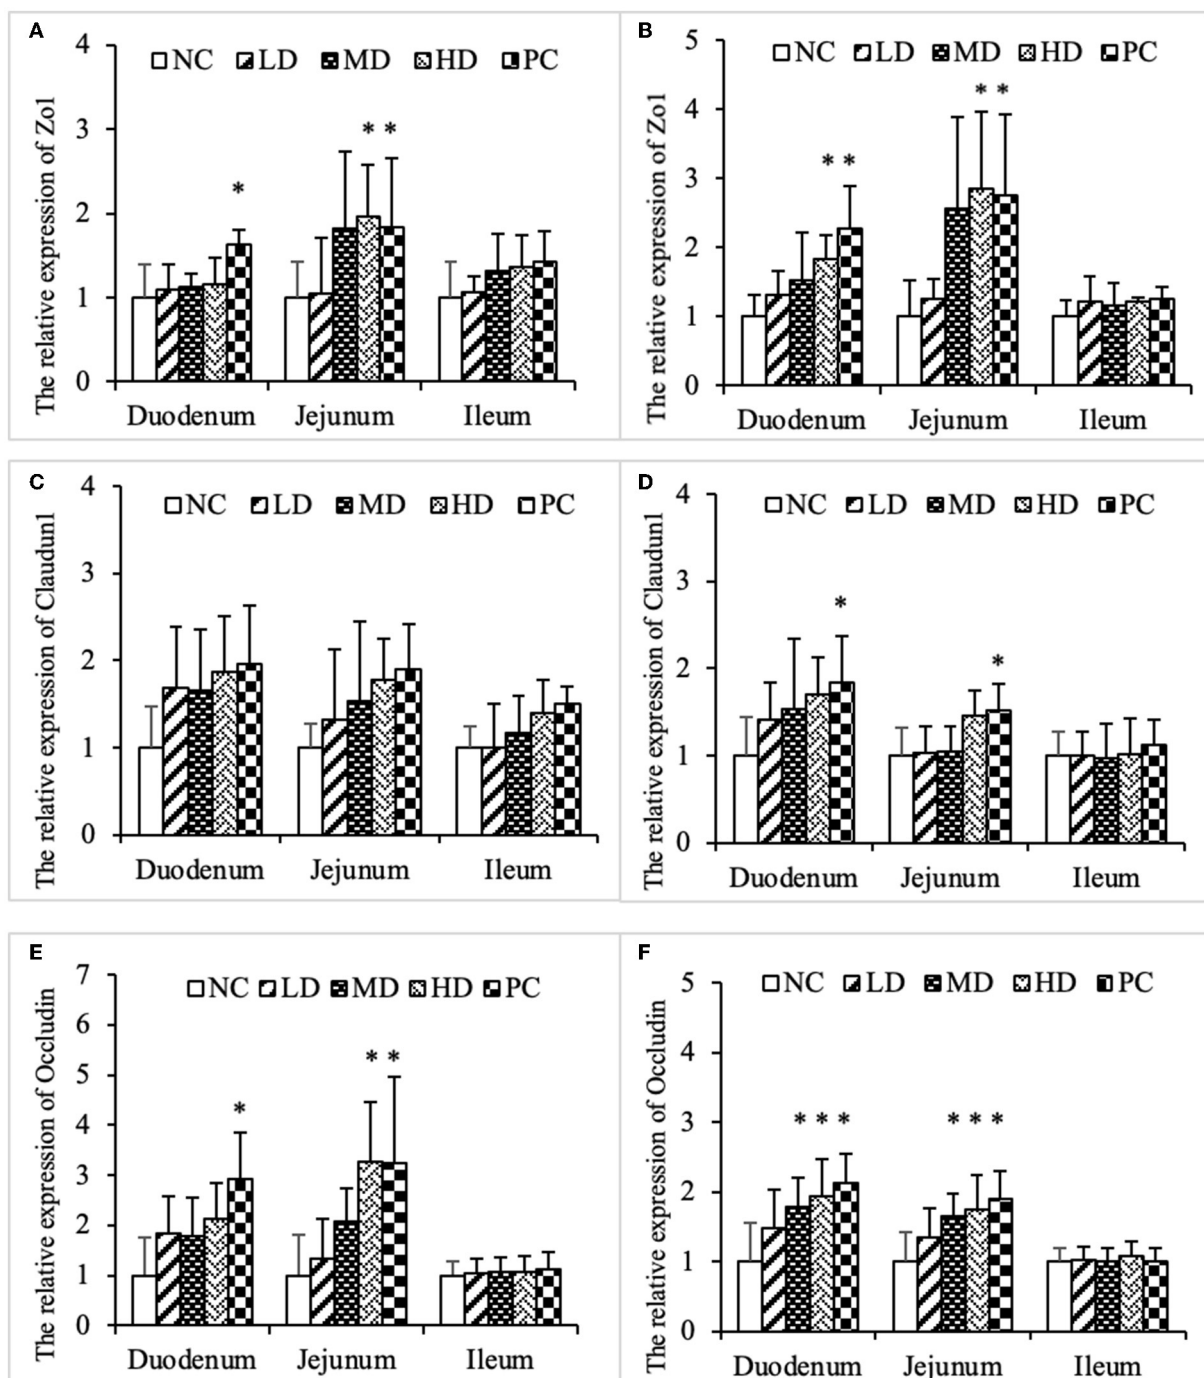 A
The relative expression of Zo1
4
3
2
1
0
NC LD MD HD PC
*
* *
Duodenum Jejunum Ileum
B
The relative expression of Zo1
5
4
3
2
1
0
NC LD MD HD PC
* *
* *
Duodenum Jejunum Ileum
C
The relative expression of Claudun1
4
3
2
1
0
NC LD MD HD PC
Duodenum Jejunum Ileum
D
The relative expression of Claudun1
4
3
2
1
0
NC LD MD HD PC
*
*
Duodenum Jejunum Ileum
E
The relative expression of Occludin
7
6
5
4
3
2
1
0
NC LD MD HD PC
*
* *
Duodenum Jejunum Ileum
F
The relative expression of Occludin
5
4
3
2
1
0
NC LD MD HD PC
* * *
* * *
Duodenum Jejunum Ileum